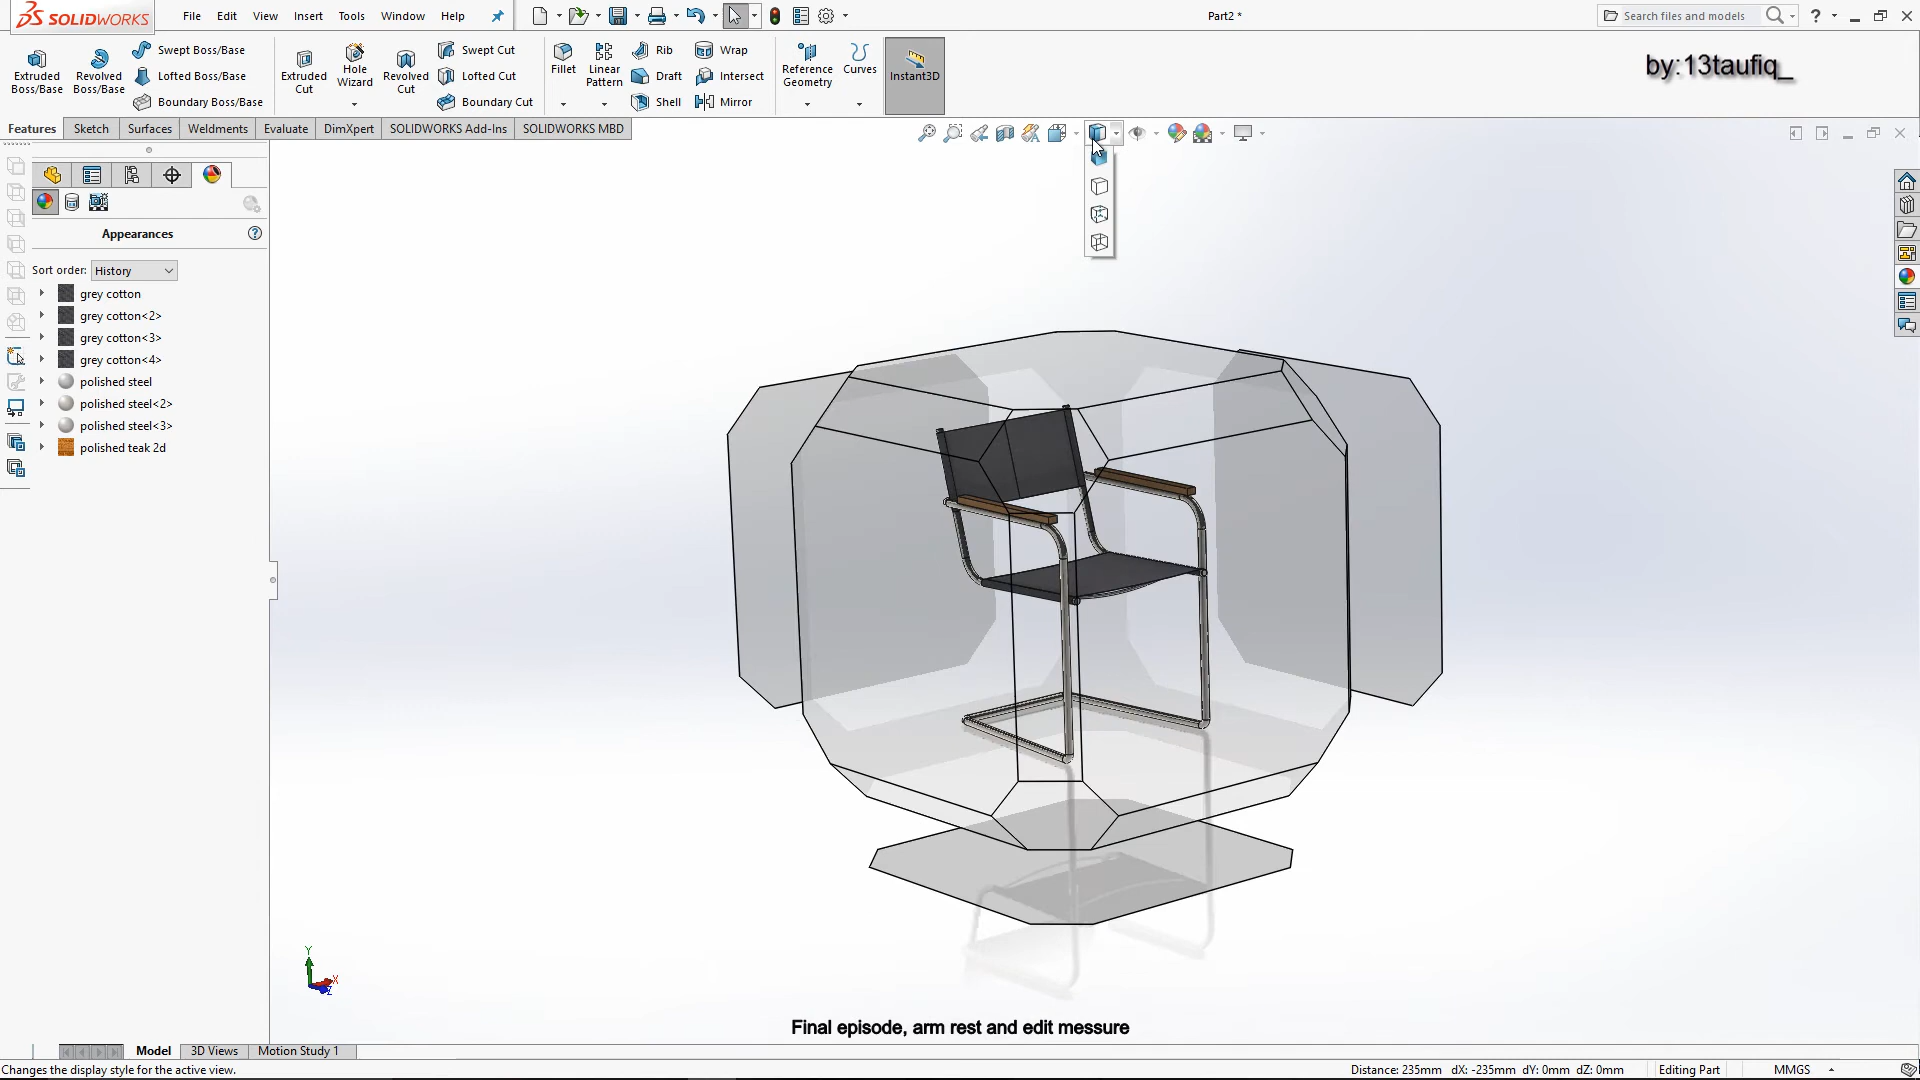 SOLIDWORKS File Edit View Insert Tools Window Help Part2 * Search files and models ?
Extruded Boss/Base
Revolved Boss/Base
Swept Boss/Base
Lofted Boss/Base
Boundary Boss/Base
Extruded Cut
Hole Wizard
Revolved Cut
Swept Cut
Lofted Cut
Boundary Cut
Fillet
Linear Pattern
Rib
Draft
Shell
Wrap
Intersect
Mirror
Reference Geometry
Curves
Instant3D
by:13taufiq_
Features Sketch Surfaces Weldments Evaluate DimXpert SOLIDWORKS Add-Ins SOLIDWORKS MBD
Appearances ?
Sort order: History
grey cotton
grey cotton<2>
grey cotton<3>
grey cotton<4>
polished steel
polished steel<2>
polished steel<3>
polished teak 2d
Y
X
Z
Final episode, arm rest and edit messure
Model 3D Views Motion Study 1
Changes the display style for the active view. Distance: 235mm dX: -235mm dY: 0mm dZ: 0mm Editing Part MMGS